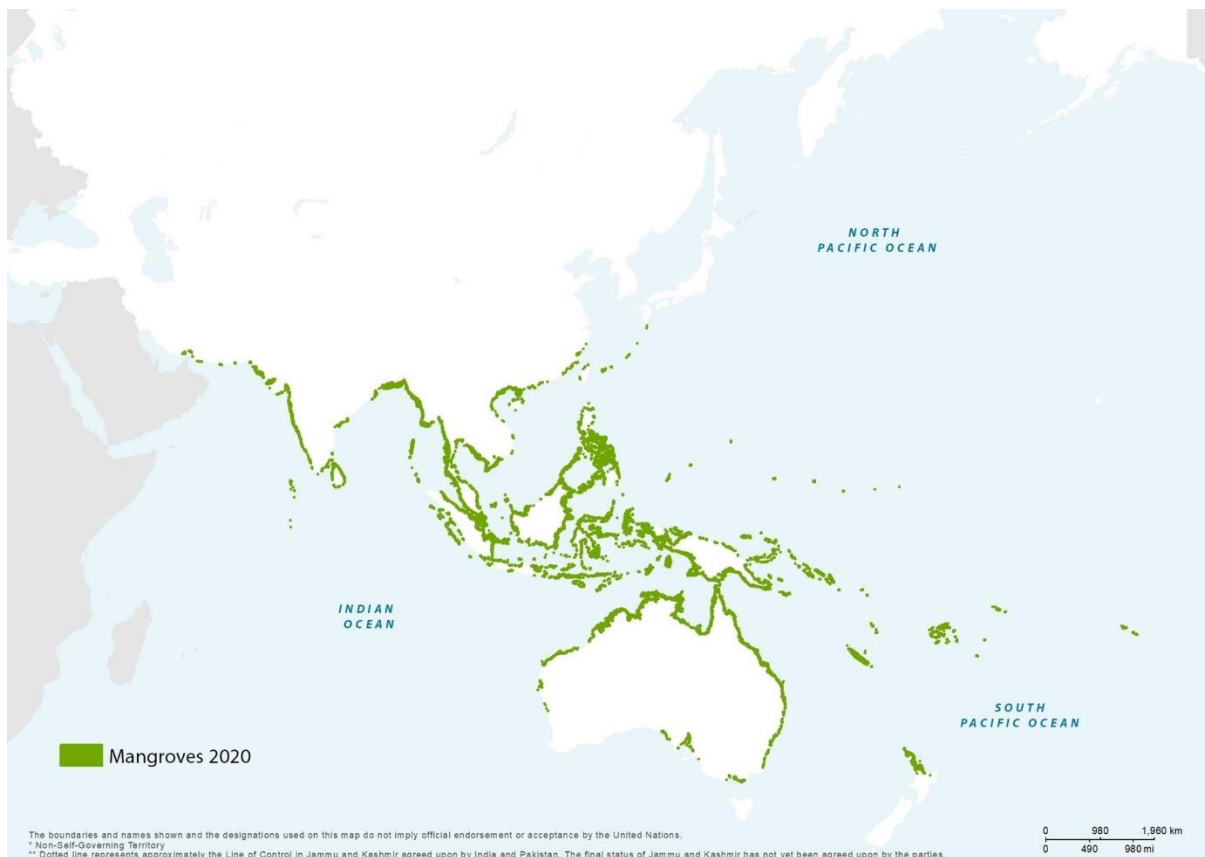 NORTH
PACIFIC OCEAN
INDIAN
OCEAN
SOUTH
PACIFIC OCEAN
Mangroves 2020
The boundaries and names shown and the designations used on this map do not imply official endorsement or acceptance by the United Nations.
* Non-Self-Governing Territory
** Dotted line represents approximately the Line of Control in Jammu and Kashmir agreed upon by India and Pakistan. The final status of Jammu and Kashmir has not yet been agreed upon by the parties.
0 980 1,960 km
0 490 980 mi